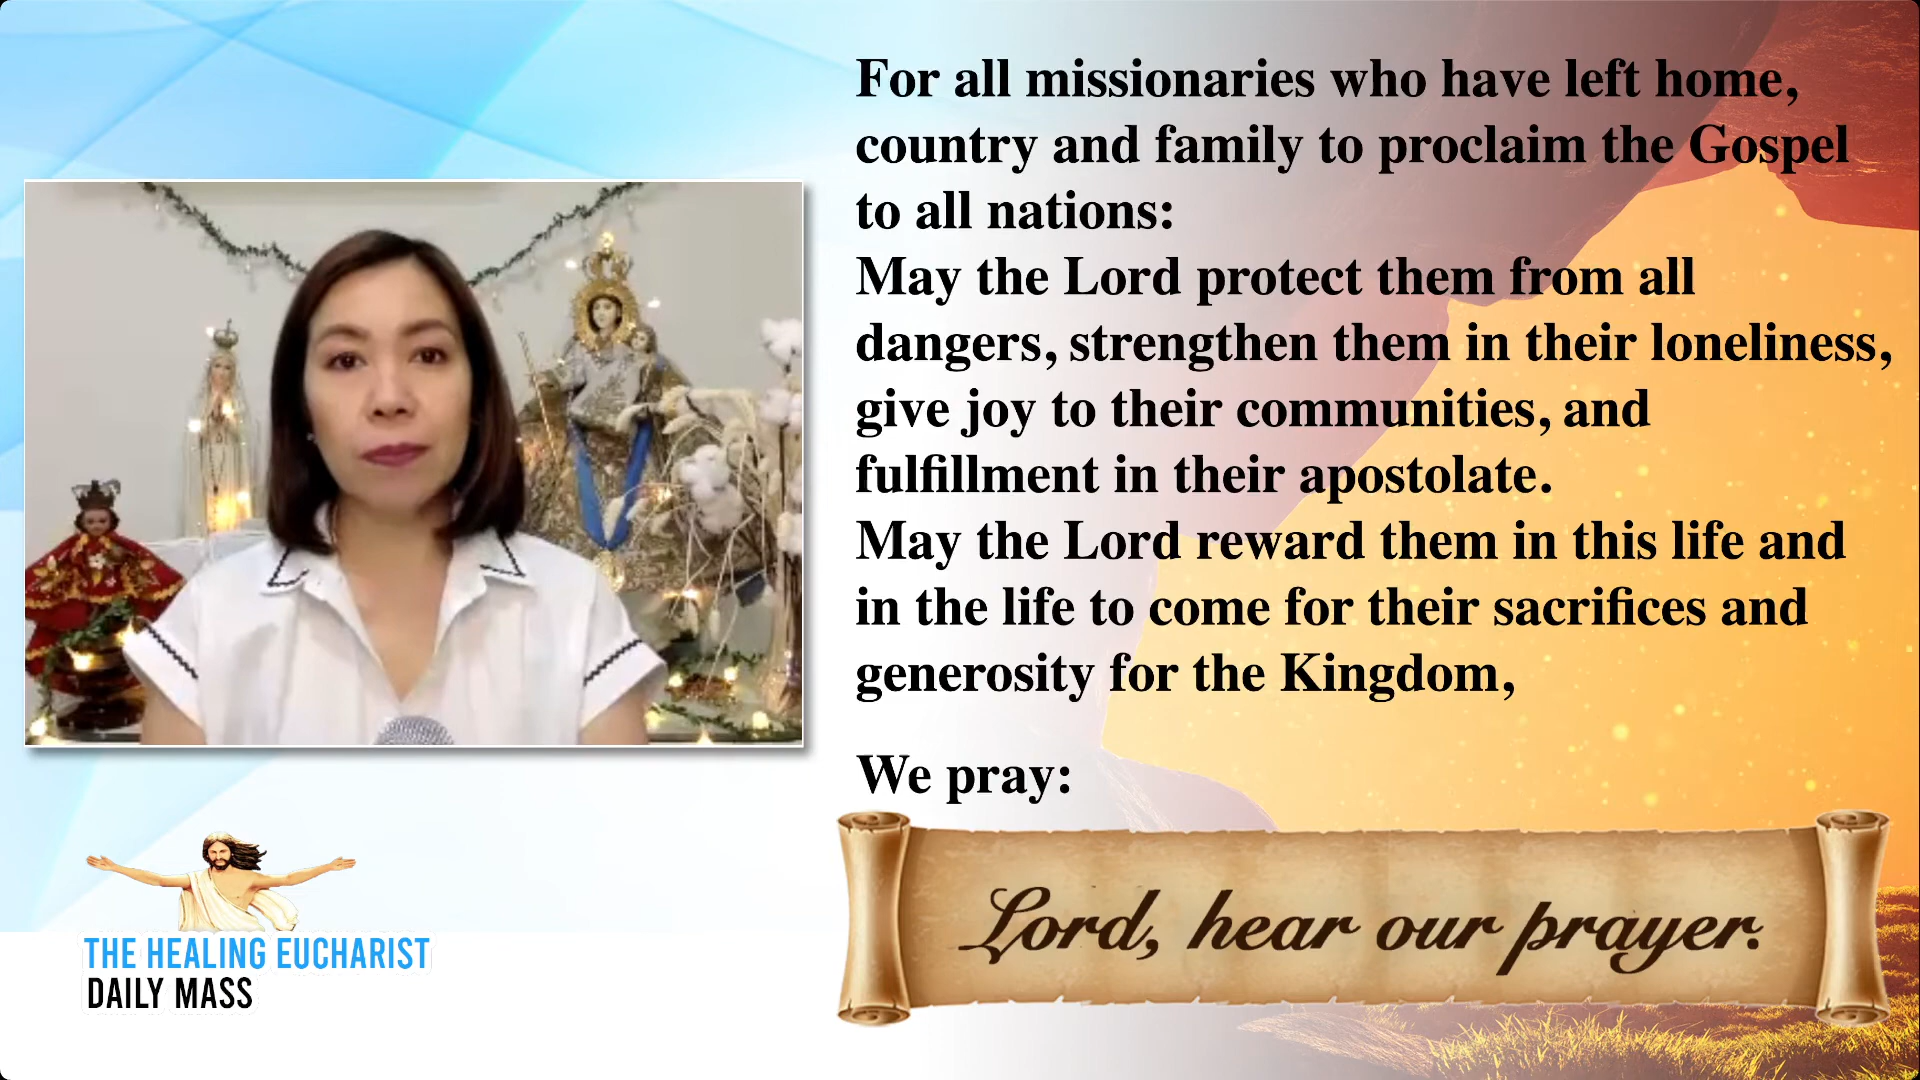 For all missionaries who have left home,
country and family to proclaim the Gospel
to all nations:
May the Lord protect them from all
dangers, strengthen them in their loneliness,
give joy to their communities, and
fulfillment in their apostolate.
May the Lord reward them in this life and
in the life to come for their sacrifices and
generosity for the Kingdom,
We pray:
Lord, hear our prayer.
THE HEALING EUCHARIST
DAILY MASS